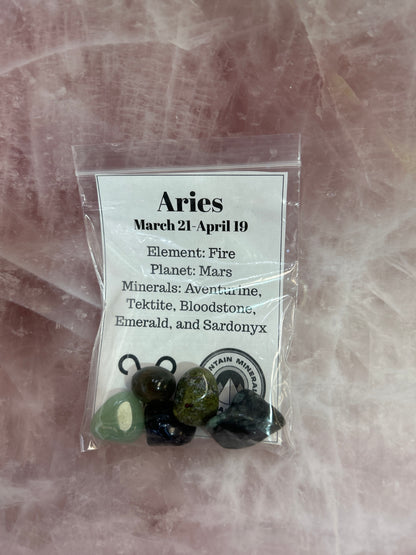 Aries
March 21-April 19
Element: Fire
Planet: Mars
Minerals: Aventurine,
Tektite, Bloodstone,
Emerald, and Sardonyx